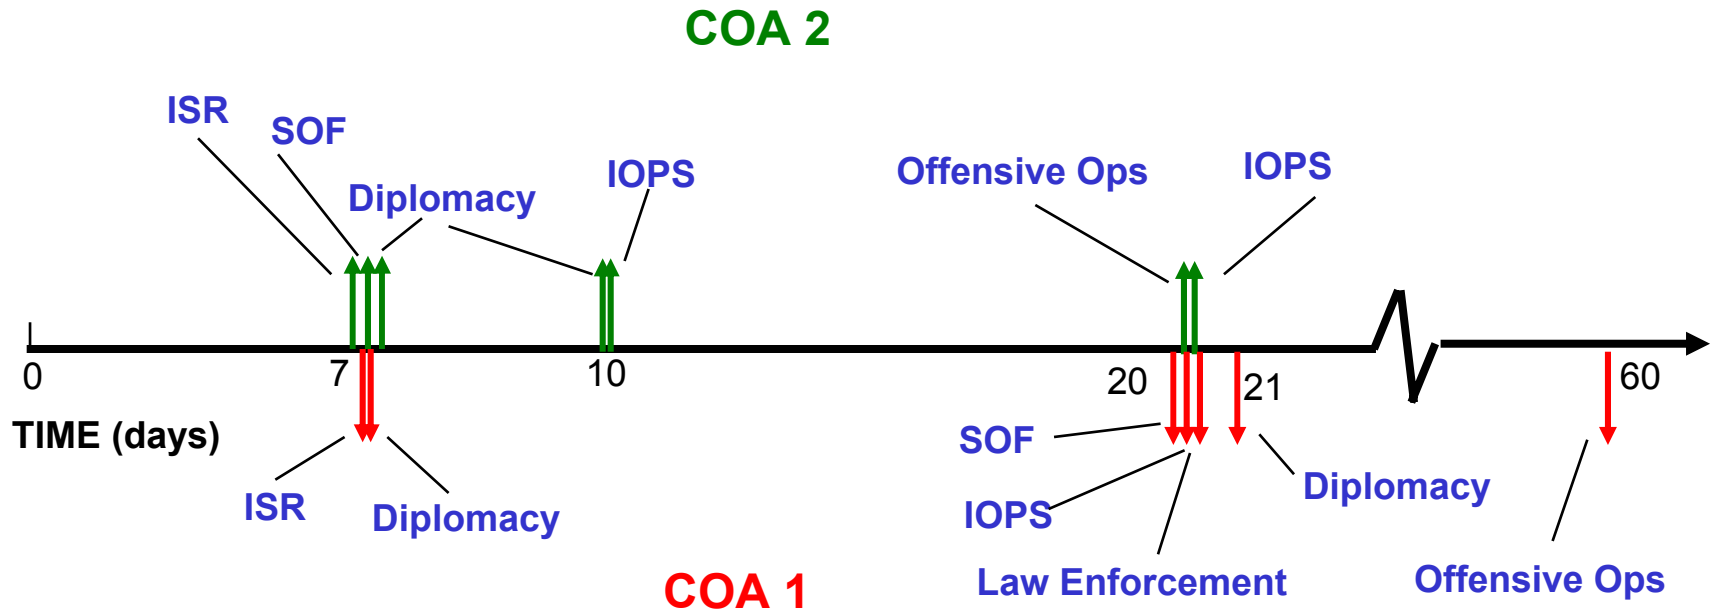 COA 2
ISR
SOF
Diplomacy
IOPS
Offensive Ops
IOPS
0
7
10
20
21
60
TIME (days)
ISR
Diplomacy
SOF
IOPS
Law Enforcement
Diplomacy
Offensive Ops
COA 1